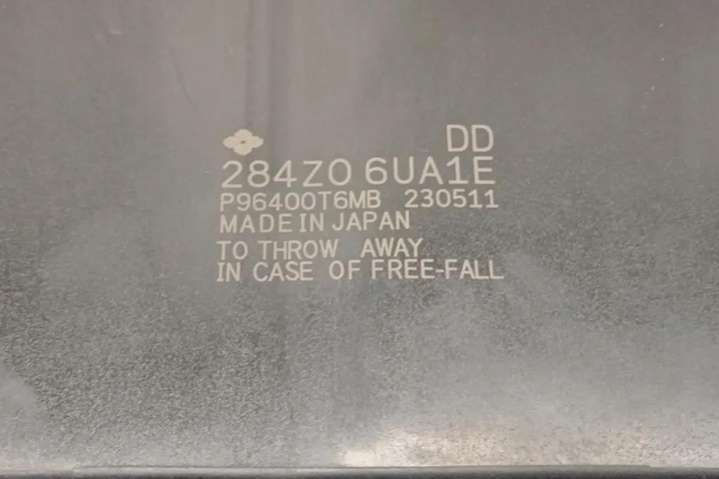 DD
284Z0 6UA1E
P96400T6MB 230511
MADE IN JAPAN
TO THROW AWAY
IN CASE OF FREE-FALL